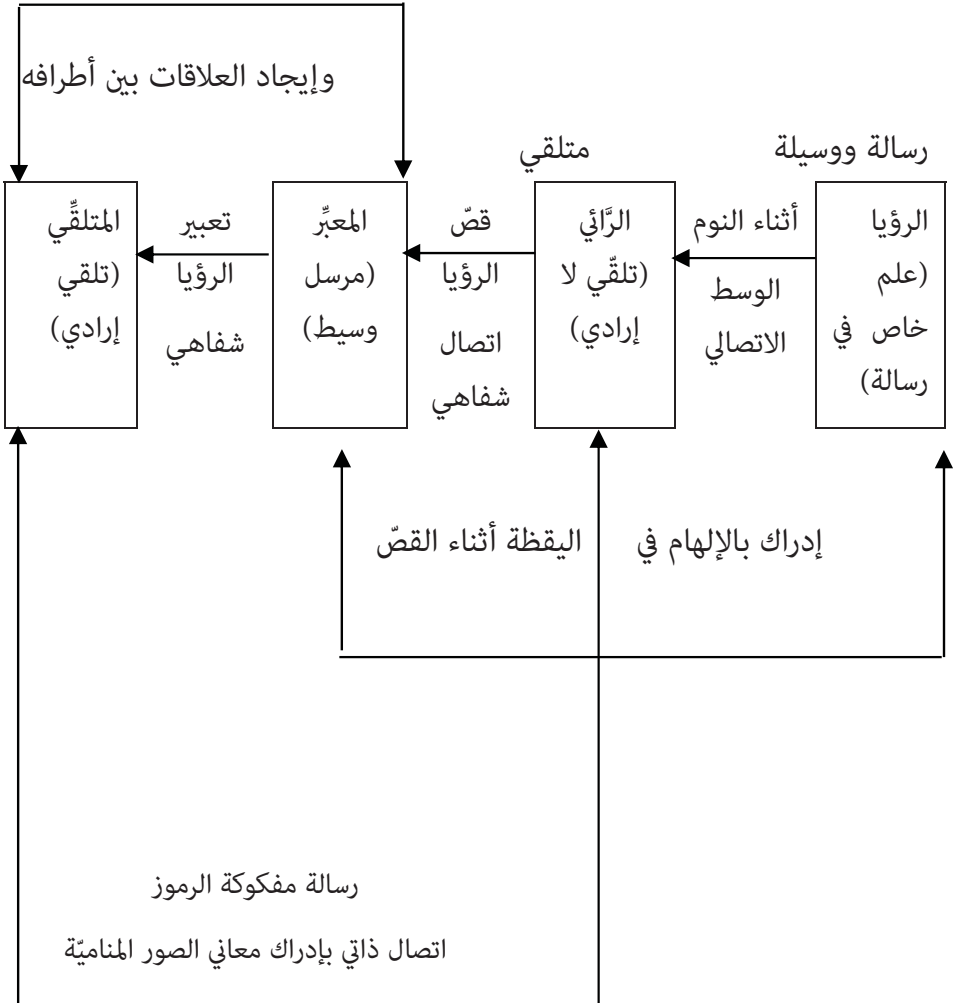 وإيجاد العلاقات بين أطرافه
رسالة ووسيلة
متلقي
الرؤيا
(علم
خاص في
رسالة)
أثناء النوم
الوسط
الاتصالي
الرَّائي
(تلقّي لا
إرادي)
قصّ
الرؤيا
اتصال
شفاهي
المعبِّر
(مرسل
وسيط)
تعبير
الرؤيا
شفاهي
المتلقِّي
(تلقي
إرادي)
إدراك بالإلهام في اليقظة أثناء القصّ
رسالة مفكوكة الرموز
اتصال ذاتي بإدراك معاني الصور المناميّة